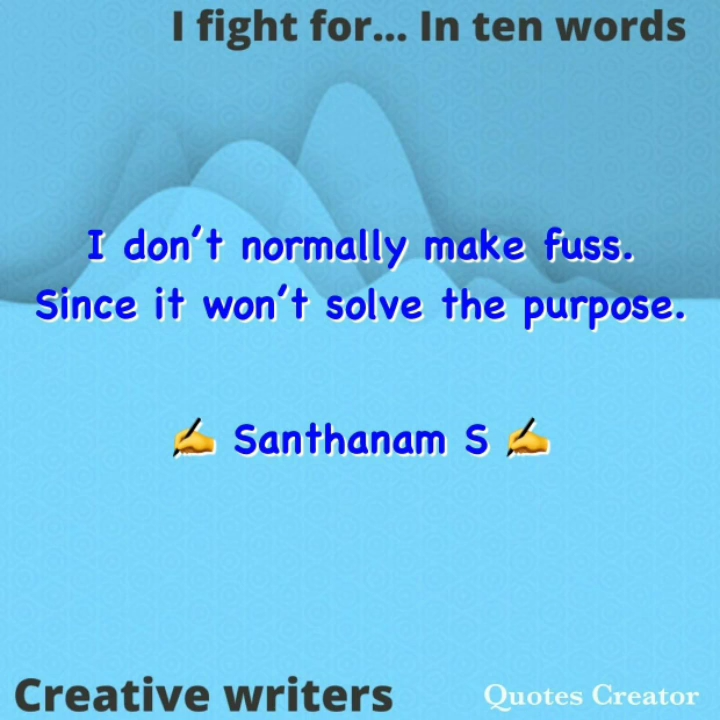 I fight for... In ten words
I don't normally make fuss.
Since it won't solve the purpose.
✍️ Santhanam S ✍️
Creative writers
Quotes Creator